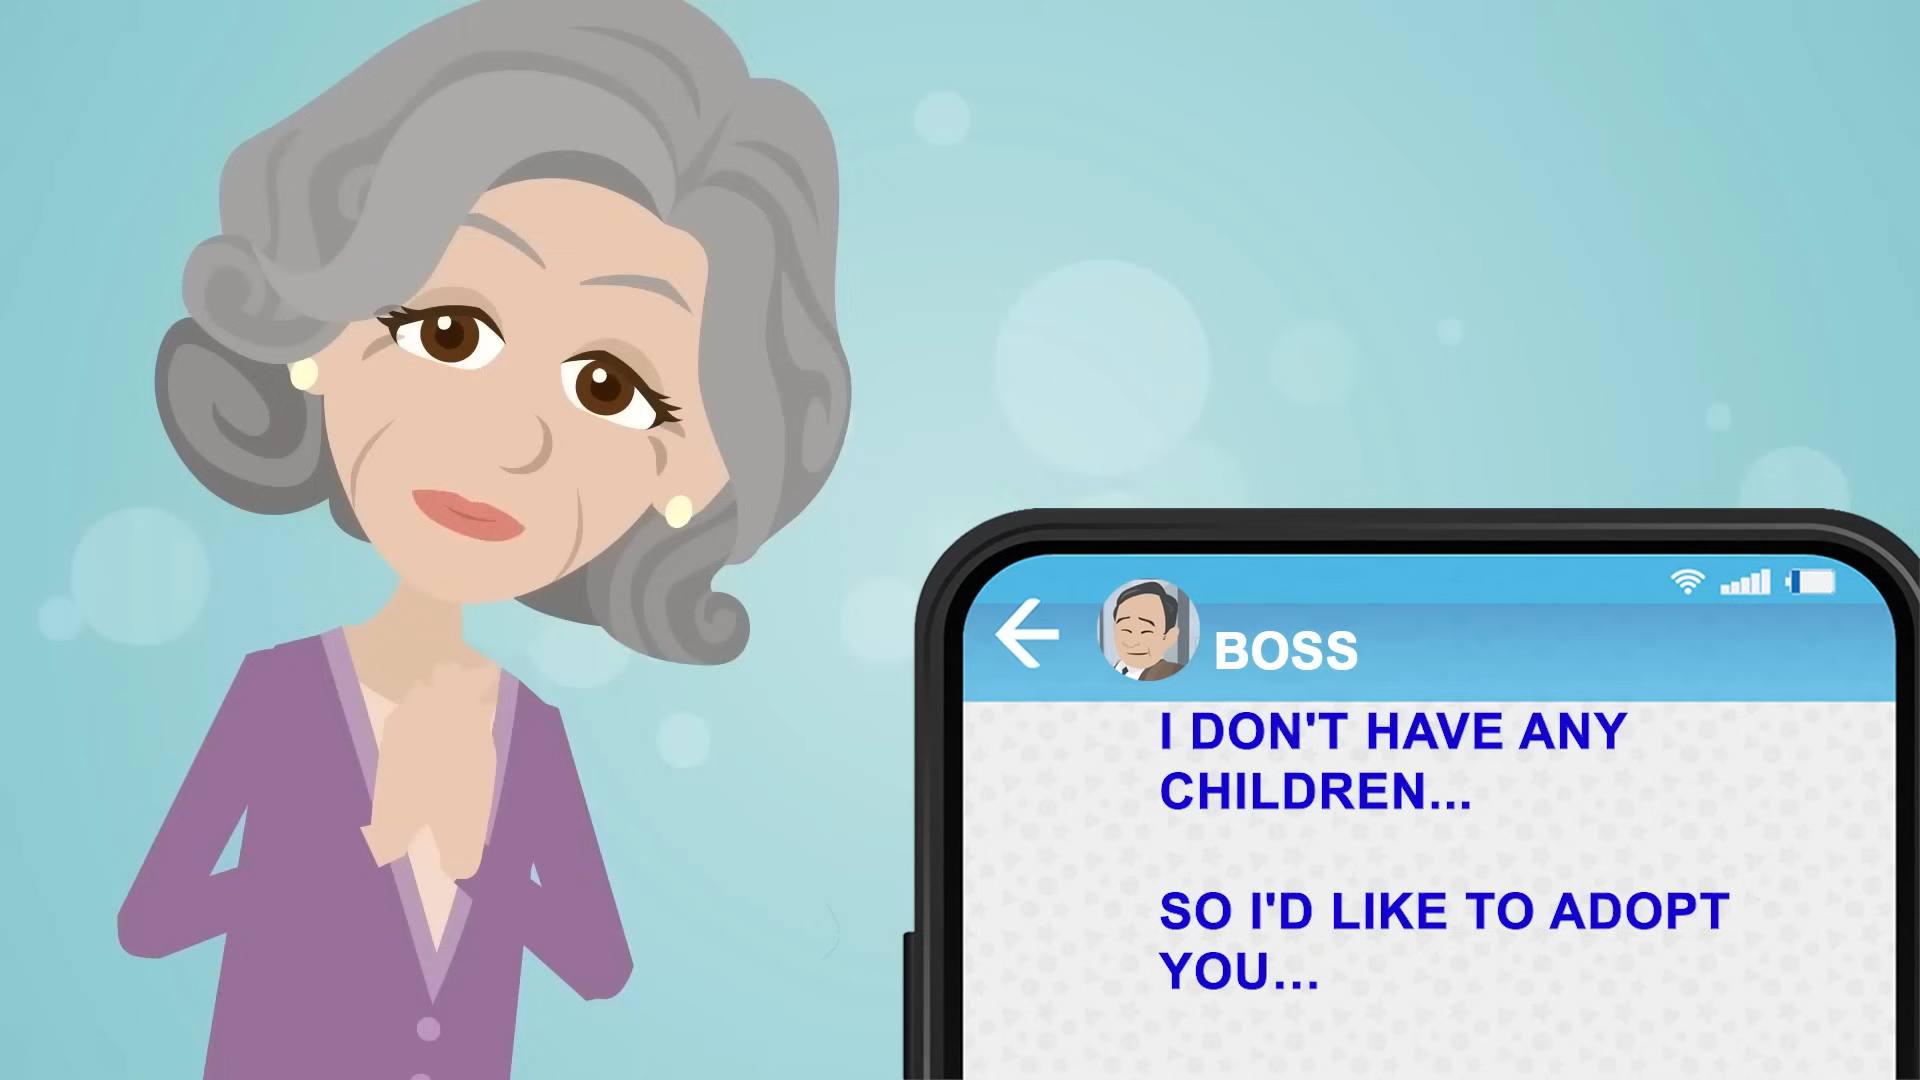 BOSS
I DON'T HAVE ANY
CHILDREN...
SO I'D LIKE TO ADOPT
YOU...